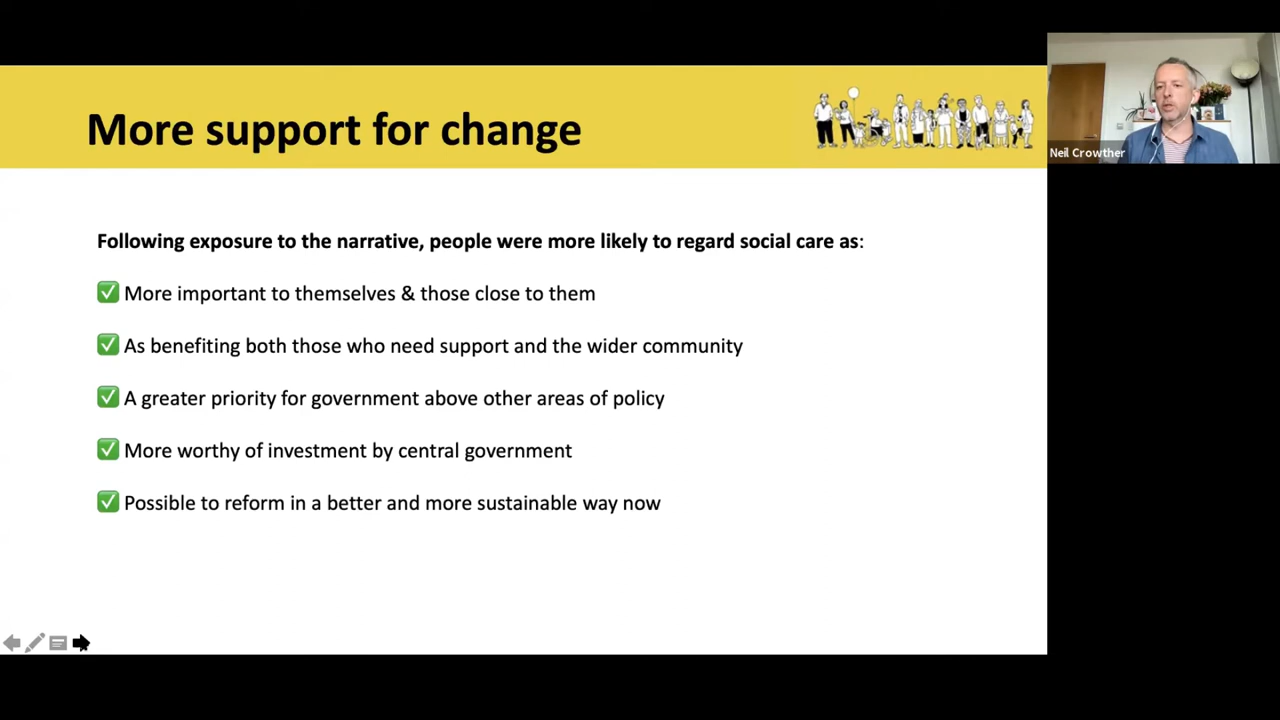 More support for change
Neil Crowther
Following exposure to the narrative, people were more likely to regard social care as:
✅ More important to themselves & those close to them
✅ As benefiting both those who need support and the wider community
✅ A greater priority for government above other areas of policy
✅ More worthy of investment by central government
✅ Possible to reform in a better and more sustainable way now